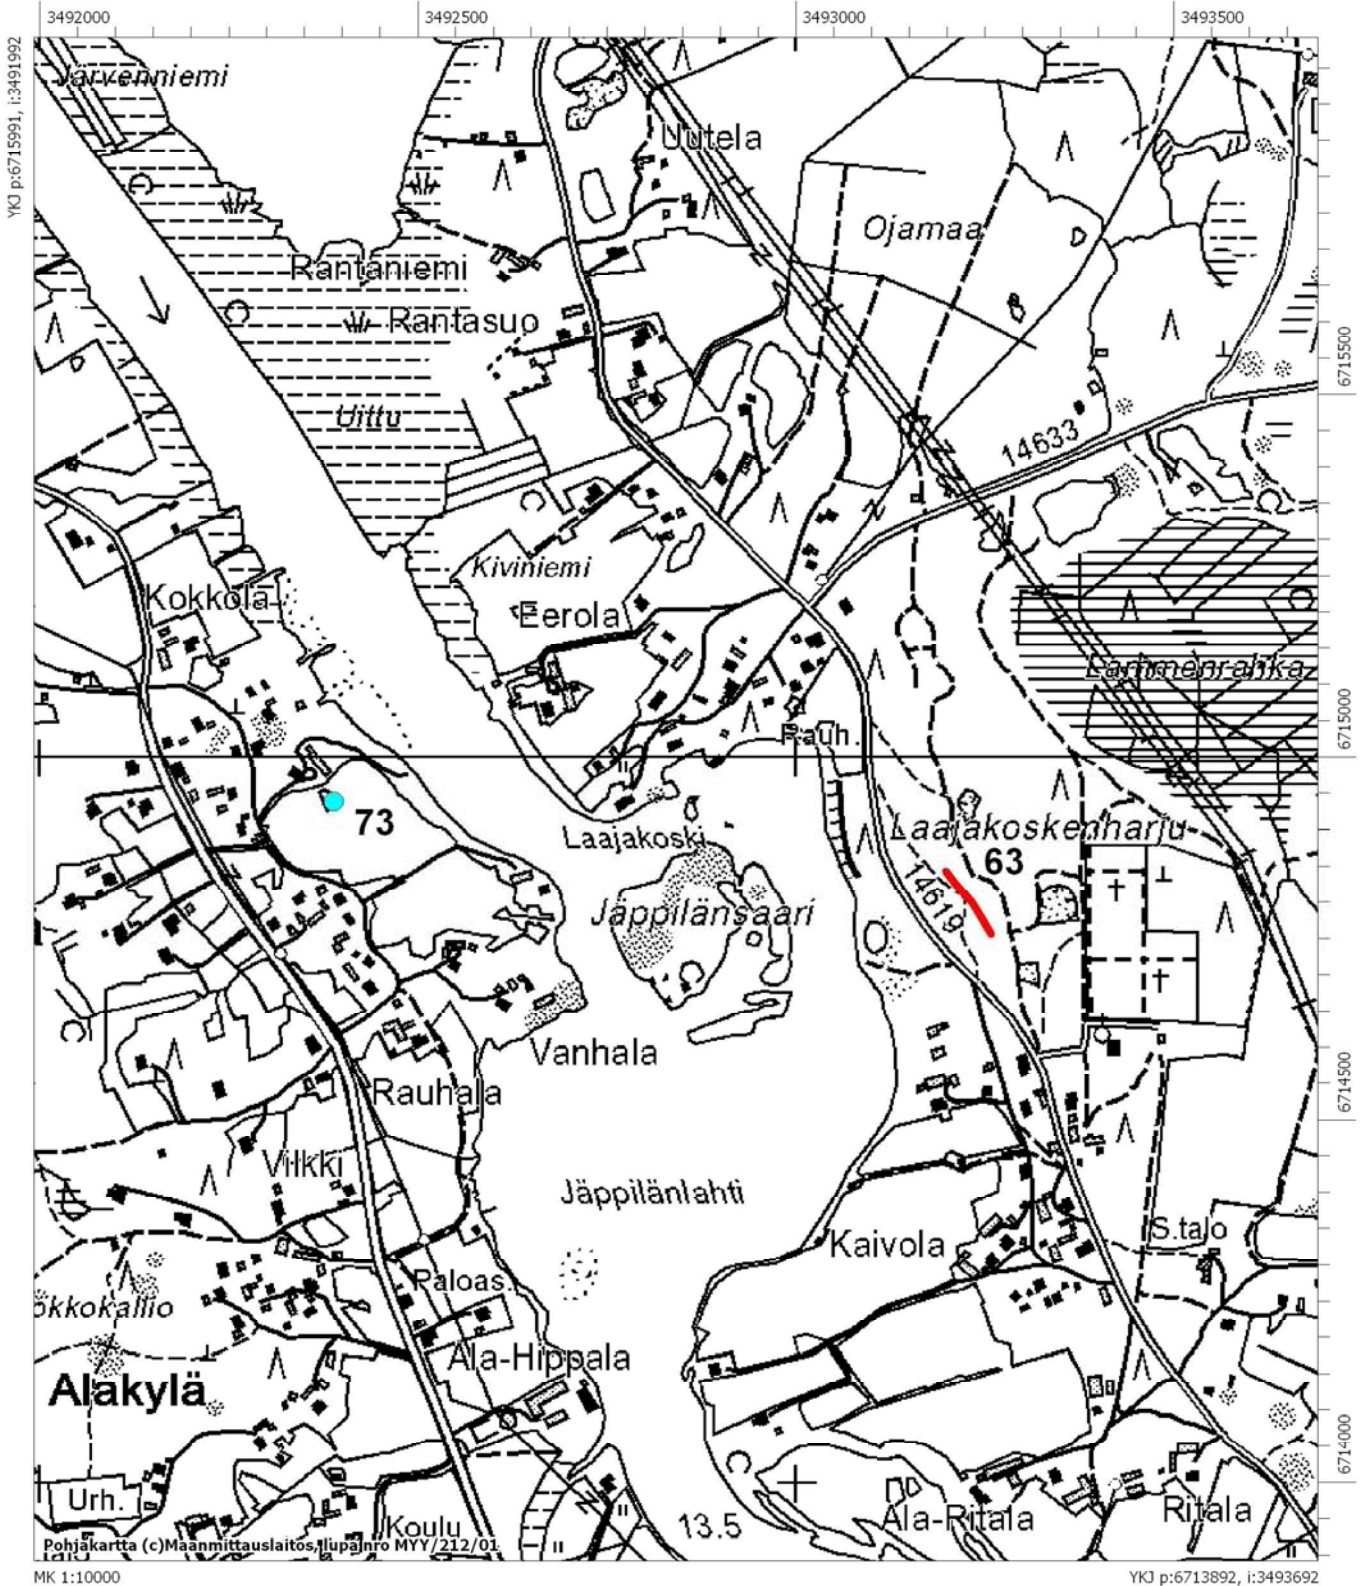 3492000 3492500 3493000 3493500
YKJ p:6715991, i:3491992
Järvenniemi
Uutela
Ojamaa
Rantaniemi
Rantasuo
6715500
Uittu
14633
Kiviniemi
Kokkola
Eerola
Lammenrahka
6715000
Rauh.
73
Laajakoski
Laajakoskenharju
63
14619
Jäppilänsaari
Vanhala
Rauhala
6714500
Vilkki
Jäppilänlahti
Kaivola
S.talo
Paloas.
ökkokallio
Ala-Hippala
Alakylä
6714000
Urh.
Koulu
13.5
Ala-Ritala
Ritala
Pohjakartta (c)Maanmittauslaitos, lupa nro MYY/212/01
MK 1:10000
YKJ p:6713892, i:3493692